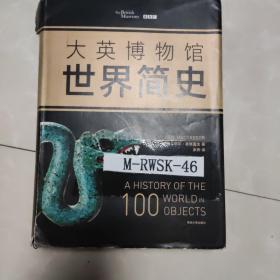 the British Museum BBC
大英博物馆
世界简史
M-RWSK-46
A HISTORY OF THE
100 WORLD IN
OBJECTS